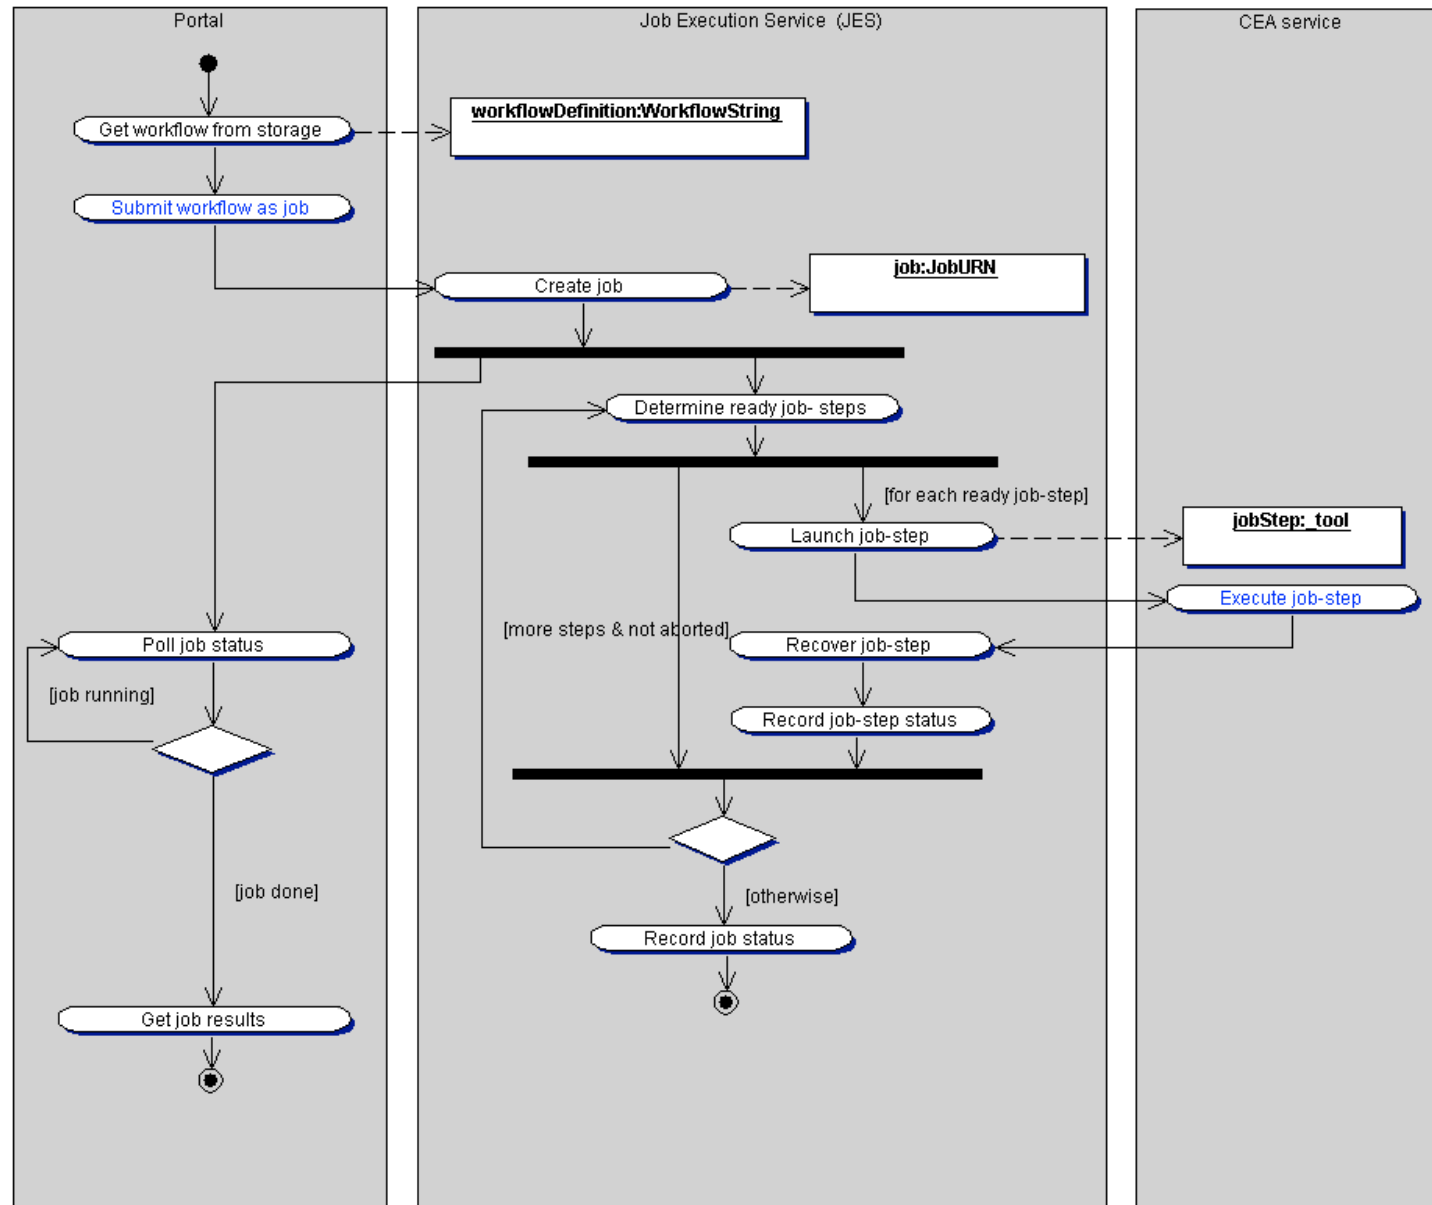 Portal
Job Execution Service (JES)
CEA service
workflowDefinition:WorkflowString
Get workflow from storage
Submit workflow as job
job:JobURN
Create job
Determine ready job- steps
[for each ready job-step]
jobStep:_tool
Launch job-step
Execute job-step
[more steps & not aborted]
Poll job status
Recover job-step
[job running]
Record job-step status
[job done]
[otherwise]
Record job status
Get job results